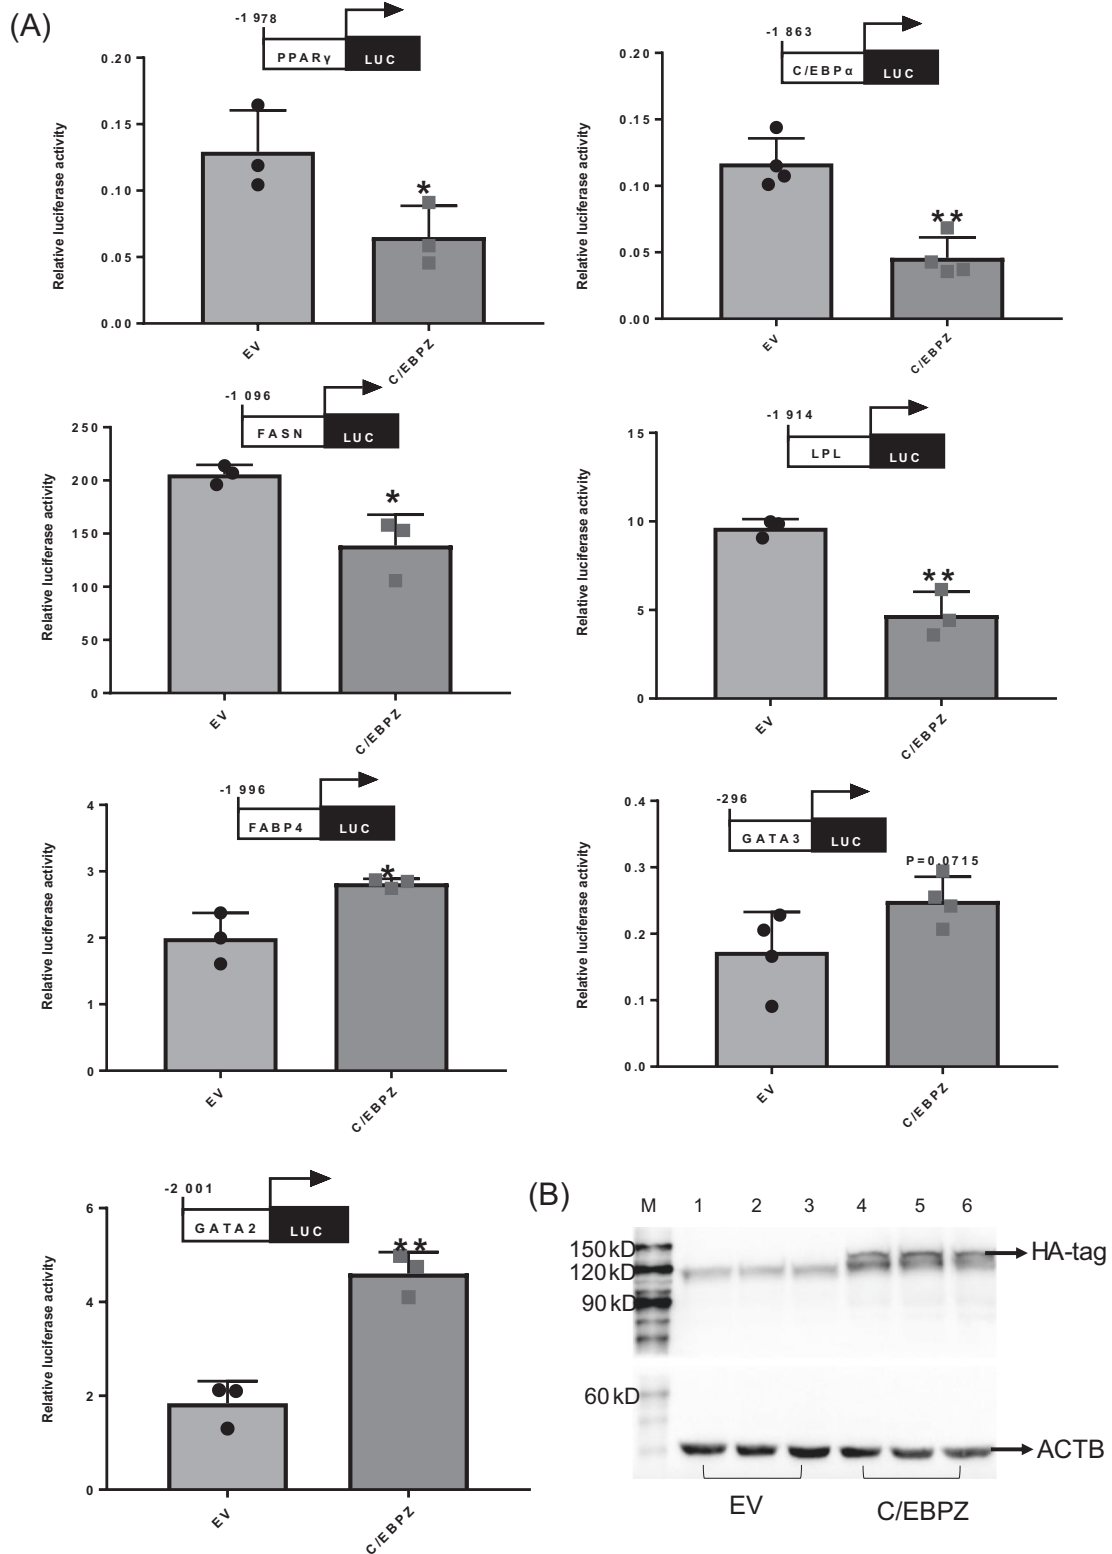 (A)
-1 978
PPARγ LUC
0.20
0.15
0.10
0.05
0.00
Relative luciferase activity
*
EV
C/EBPZ
-1 863
C/EBPα LUC
0.20
0.15
0.10
0.05
0.00
Relative luciferase activity
**
EV
C/EBPZ
-1 096
FASN LUC
250
200
150
100
50
0
Relative luciferase activity
*
EV
C/EBPZ
-1 914
LPL LUC
15
10
5
0
Relative luciferase activity
**
EV
C/EBPZ
-1 996
FABP4 LUC
4
3
2
1
0
Relative luciferase activity
*
EV
C/EBPZ
-296
GATA3 LUC
0.4
0.3
0.2
0.1
0.0
Relative luciferase activity
P=0.0715
EV
C/EBPZ
-2 001
GATA2 LUC
6
4
2
0
Relative luciferase activity
**
EV
C/EBPZ
(B)
M 1 2 3 4 5 6
150kD
120kD
90kD
60kD
HA-tag
ACTB
EV
C/EBPZ